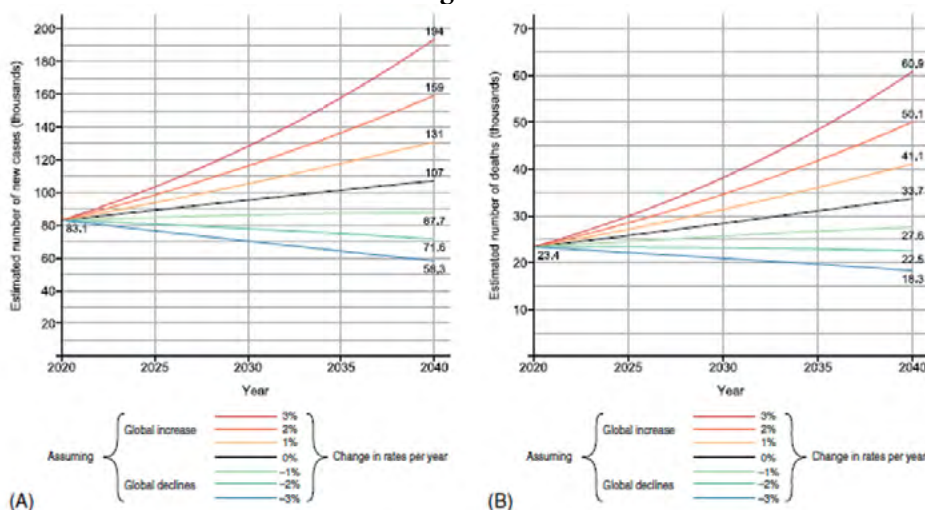 (A)
Estimated number of new cases (thousands)
200
180
160
140
120
100
80
60
40
20
194
159
131
107
87.7
71.6
58.3
83.1
2020 2025 2030 2035 2040
Year
Assuming
Global increase
Global declines
3%
2%
1%
0%
−1%
−2%
−3%
Change in rates per year
(B)
Estimated number of deaths (thousands)
70
60
50
40
30
20
10
60.9
50.1
41.1
33.7
27.6
22.5
18.3
23.4
2020 2025 2030 2035 2040
Year
Assuming
Global increase
Global declines
3%
2%
1%
0%
−1%
−2%
−3%
Change in rates per year